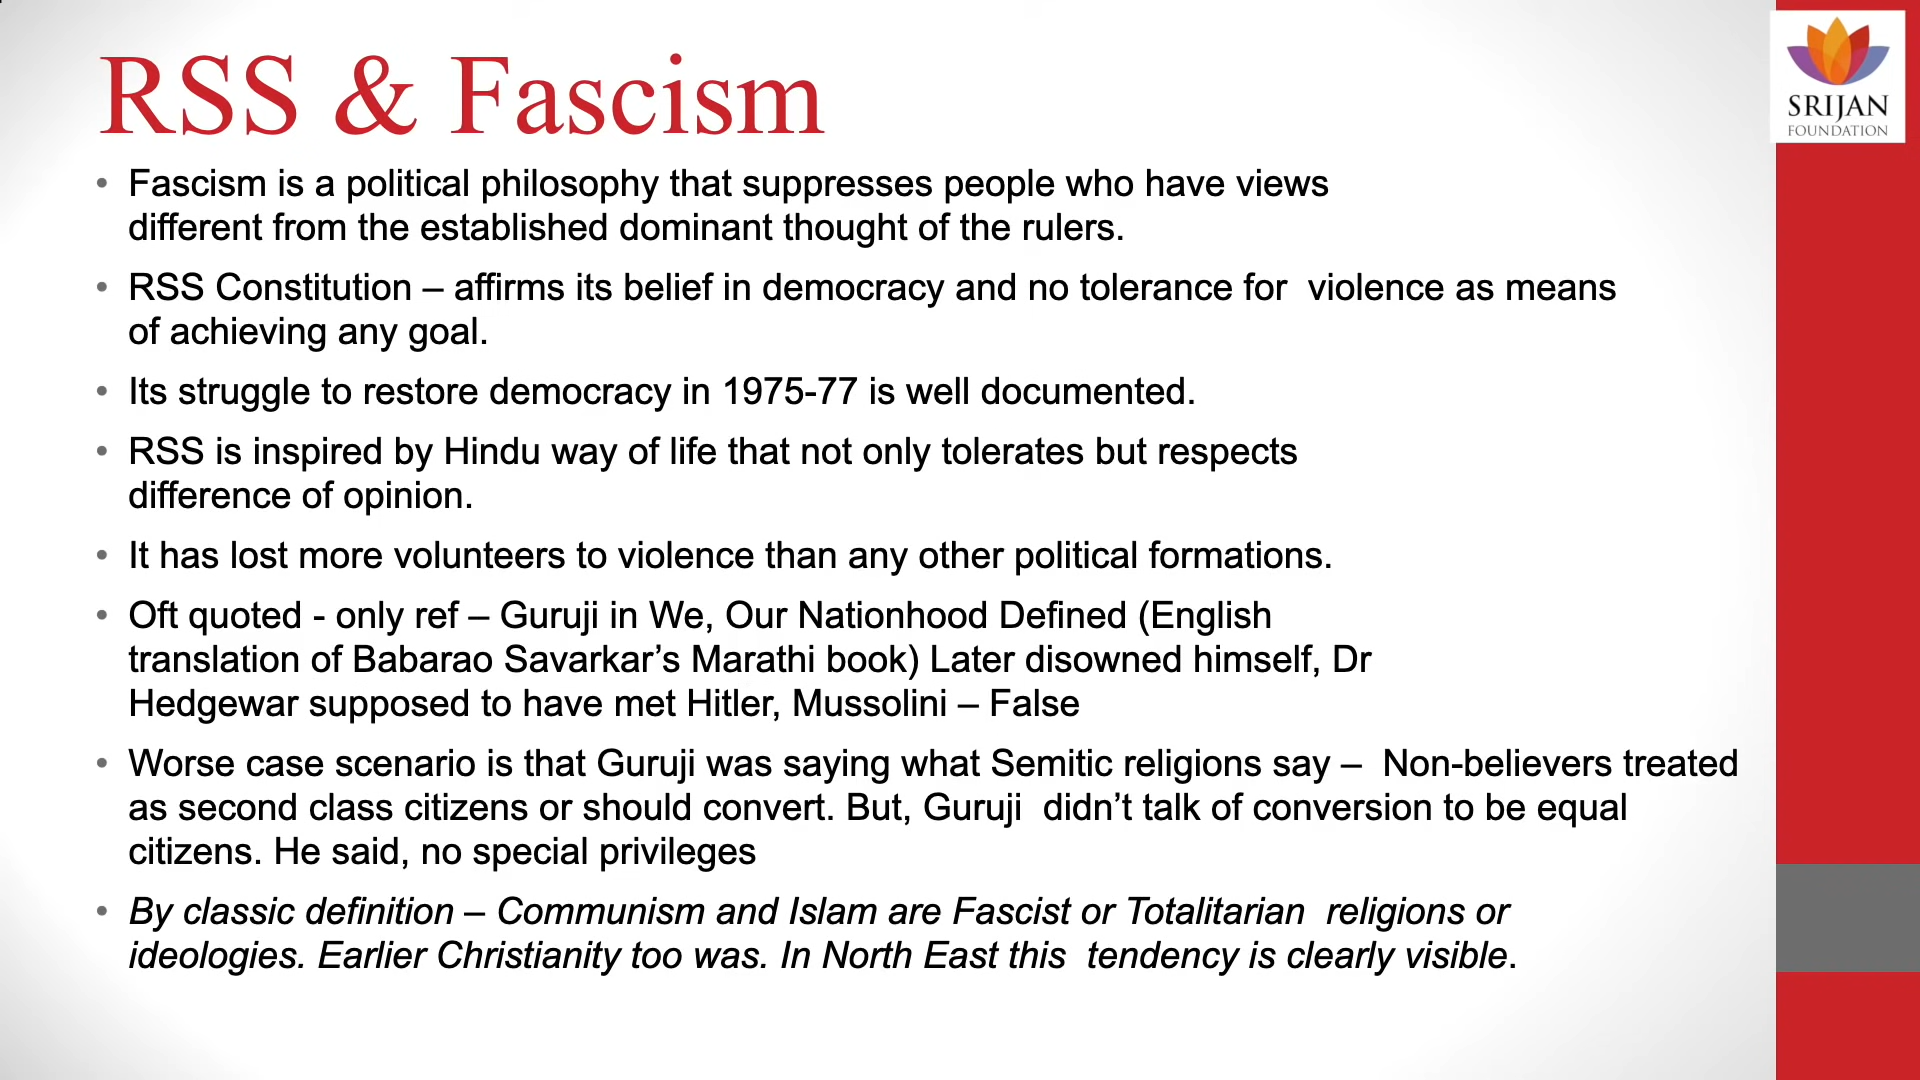 RSS & Fascism
SRIJAN
FOUNDATION
• Fascism is a political philosophy that suppresses people who have views
different from the established dominant thought of the rulers.
• RSS Constitution – affirms its belief in democracy and no tolerance for  violence as means
of achieving any goal.
• Its struggle to restore democracy in 1975-77 is well documented.
• RSS is inspired by Hindu way of life that not only tolerates but respects
difference of opinion.
• It has lost more volunteers to violence than any other political formations.
• Oft quoted - only ref – Guruji in We, Our Nationhood Defined (English
translation of Babarao Savarkar’s Marathi book) Later disowned himself, Dr
Hedgewar supposed to have met Hitler, Mussolini – False
• Worse case scenario is that Guruji was saying what Semitic religions say –  Non-believers treated
as second class citizens or should convert. But, Guruji  didn’t talk of conversion to be equal
citizens. He said, no special privileges
• By classic definition – Communism and Islam are Fascist or Totalitarian  religions or
ideologies. Earlier Christianity too was. In North East this  tendency is clearly visible.